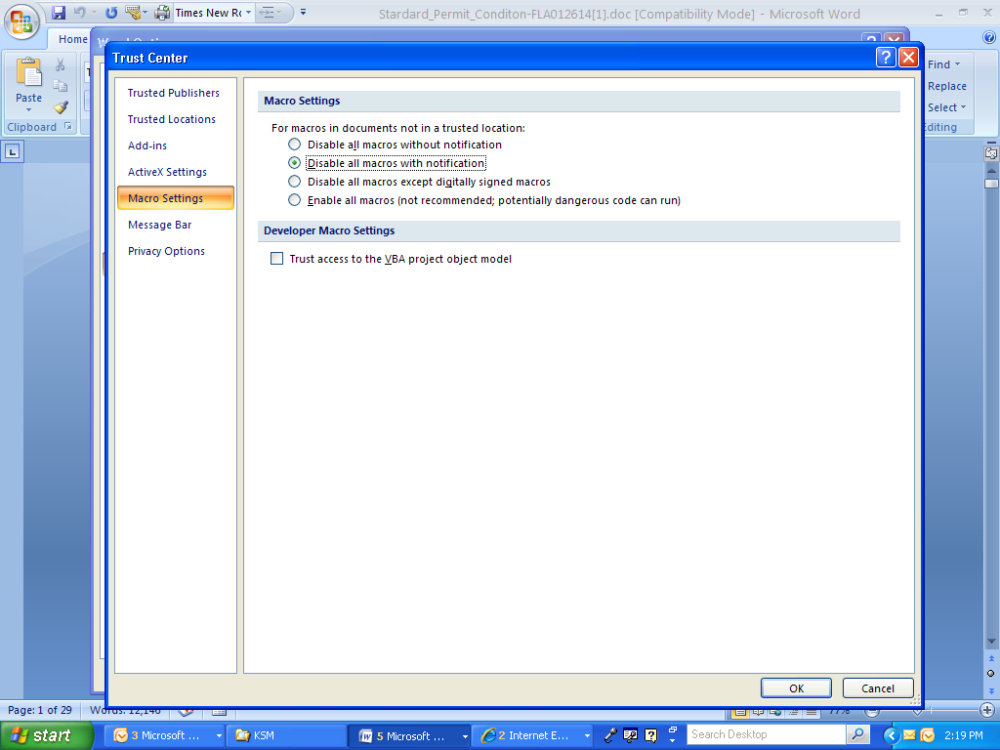 Times New Ro
Stardard_Permit_Conditon-FLA012614[1].doc [Compatibility Mode] - Microsoft Word
Home
Trust Center
Paste
Clipboard
Find
Replace
Select
Editing
Trusted Publishers
Trusted Locations
Add-ins
ActiveX Settings
Macro Settings
Message Bar
Privacy Options
Macro Settings
For macros in documents not in a trusted location:
Disable all macros without notification
Disable all macros with notification
Disable all macros except digitally signed macros
Enable all macros (not recommended; potentially dangerous code can run)
Developer Macro Settings
Trust access to the VBA project object model
OK
Cancel
Page: 1 of 29
Words: 12,146
77%
start
3 Microsoft ...
KSM
5 Microsoft ...
2 Internet E...
Search Desktop
2:19 PM